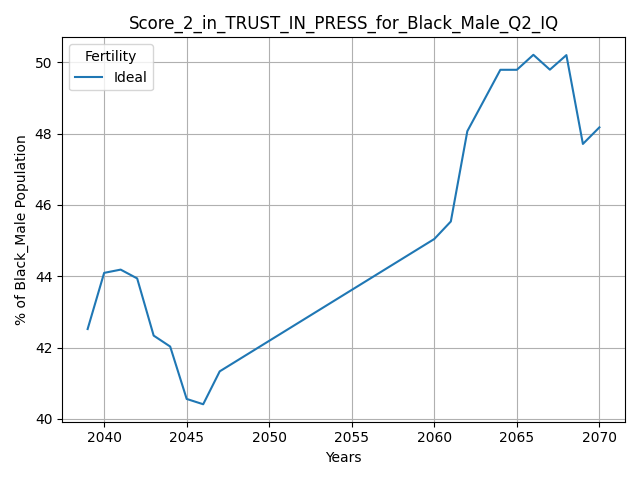 Score_2_in_TRUST_IN_PRESS_for_Black_Male_Q2_IQ
Fertility
Ideal
% of Black_Male Population
50
48
46
44
42
40
2040 2045 2050 2055 2060 2065 2070
Years